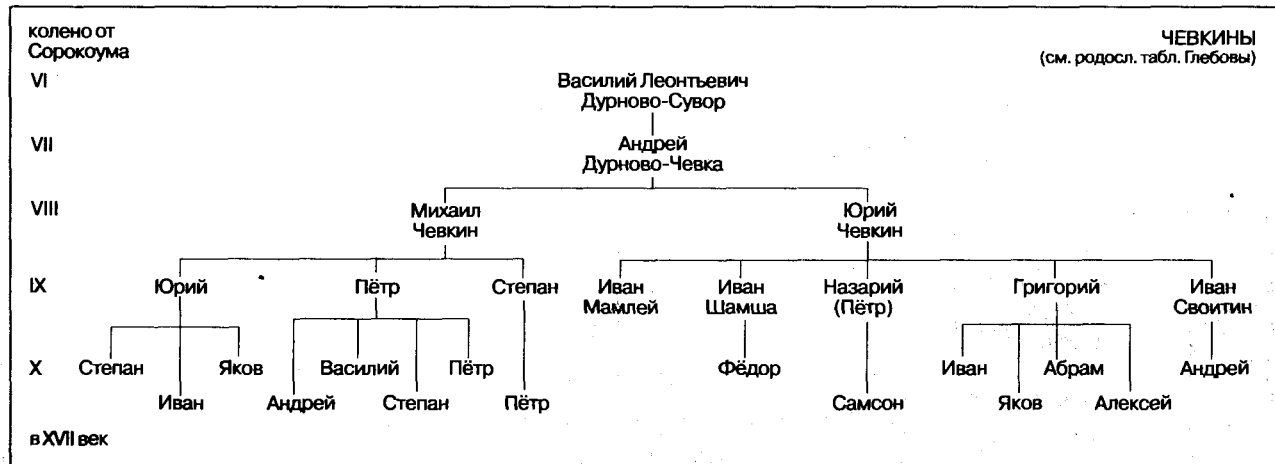 колено от
Сорокоума
ЧЕВКИНЫ
(см. родосл. табл. Глебовы)
VI
Василий Леонтьевич
Дурново-Сувор
VII
Андрей
Дурново-Чевка
VIII
Михаил
Чевкин
Юрий
Чевкин
IX
Юрий
Пётр
Степан
Иван
Мамлей
Иван
Шамша
Назарий
(Пётр)
Григорий
Иван
Своитин
X
Степан
Яков
Василий
Пётр
Фёдор
Иван
Абрам
Андрей
Иван
Андрей
Степан
Пётр
Самсон
Яков
Алексей
в XVII век